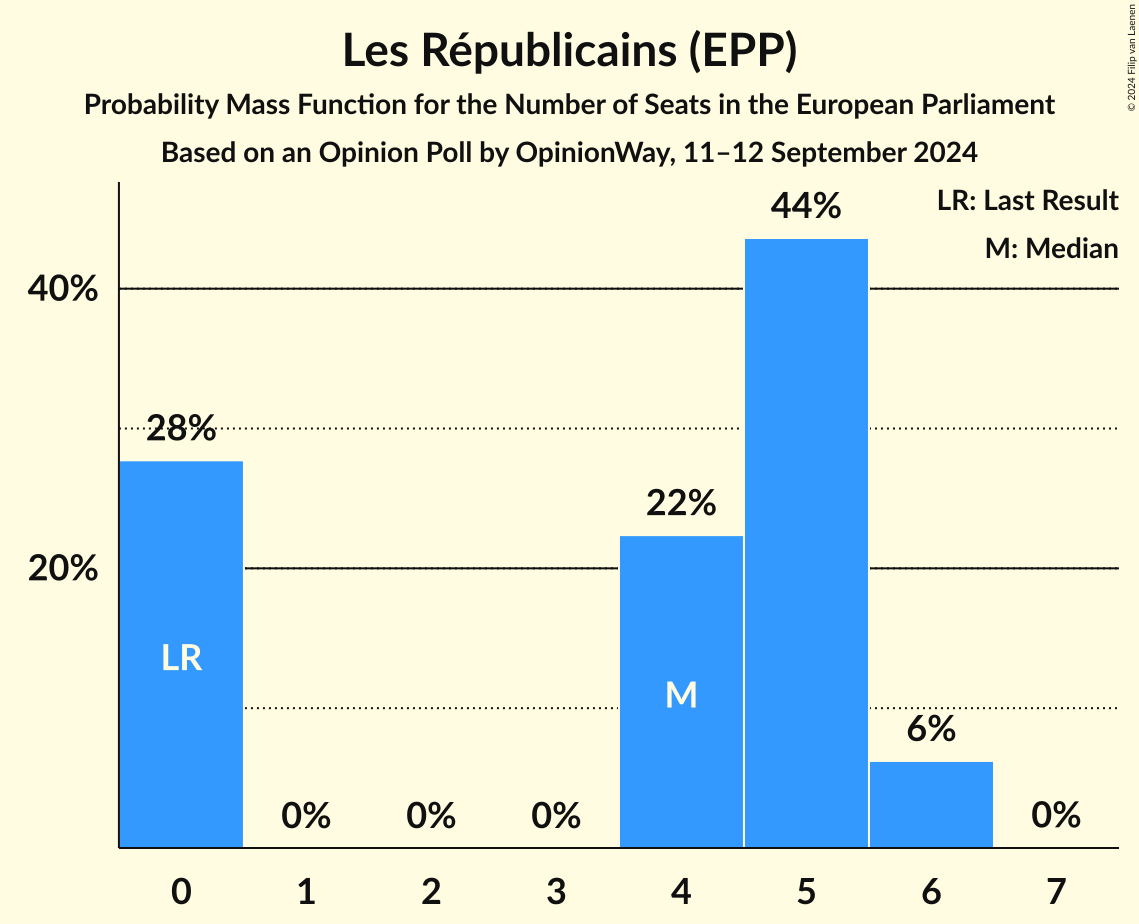 Les Républicains (EPP)
Probability Mass Function for the Number of Seats in the European Parliament
Based on an Opinion Poll by OpinionWay, 11–12 September 2024
© 2024 Filip van Laenen
LR: Last Result
M: Median
44%
40%
28%
22%
20%
LR
M
6%
0%
0%
0%
0%
0
1
2
3
4
5
6
7